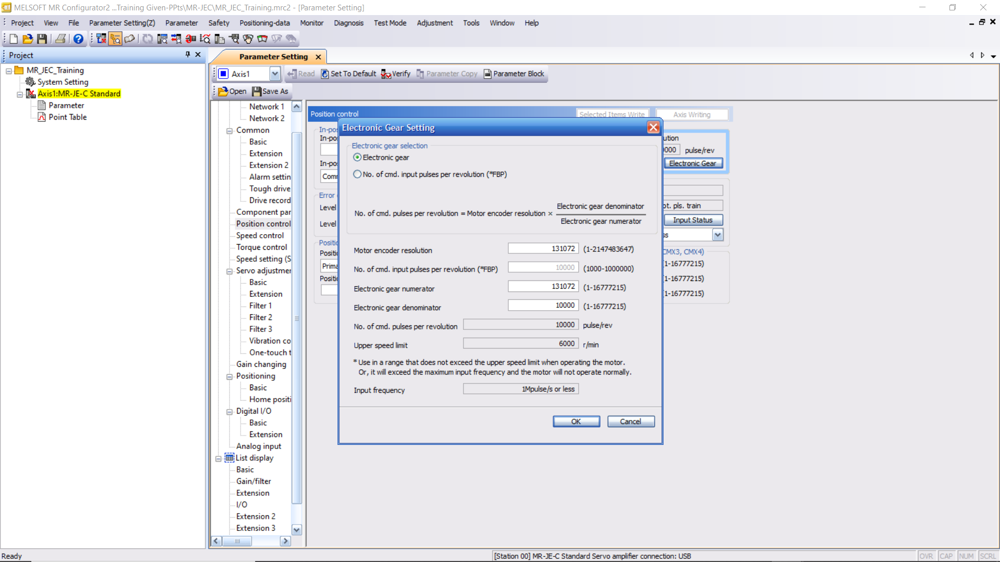 MELSOFT MR Configurator2 ...Training Given-PPts\MR-JEC\MR_JEC_Training.mrc2 - [Parameter Setting]
Project View File Parameter Setting(Z) Parameter Safety Positioning-data Monitor Diagnosis Test Mode Adjustment Tools Window Help
Project
MR_JEC_Training
System Setting
Axis1:MR-JE-C Standard
Parameter
Point Table
Parameter Setting
Axis1 Read Set To Default Verify Parameter Copy Parameter Block
Open Save As
Network 1
Network 2
Common
Basic
Extension
Extension 2
Alarm settin
Tough drive
Drive record
Component par
Position control
Speed control
Torque control
Speed setting (S
Servo adjustmer
Basic
Extension
Filter 1
Filter 2
Filter 3
Vibration co
One-touch t
Gain changing
Positioning
Basic
Home positi
Digital I/O
Basic
Extension
Analog input
List display
Basic
Gain/filter
Extension
I/O
Extension 2
Extension 3
Position control Selected Items Write Axis Writing
In-pos
In-pos
In-pos
Com
Error
Level
Level
Positio
Positi
Prima
Positi
Electronic Gear Setting
Electronic gear selection
Electronic gear
No. of cmd. input pulses per revolution (*FBP)
No. of cmd. pulses per revolution = Motor encoder resolution × Electronic gear denominator
Electronic gear numerator
Motor encoder resolution 131072 (1-2147483647)
No. of cmd. input pulses per revolution (*FBP) 10000 (1000-1000000)
Electronic gear numerator 131072 (1-16777215)
Electronic gear denominator 10000 (1-16777215)
No. of cmd. pulses per revolution 10000 pulse/rev
Upper speed limit 6000 r/min
* Use in a range that does not exceed the upper speed limit when operating the motor.
Or, it will exceed the maximum input frequency and the motor will not operate normally.
Input frequency 1Mpulse/s or less
OK Cancel
ution
000 pulse/rev
Electronic Gear
ot. pls. train
Input Status
ss
CMX3, CMX4)
(1-16777215)
(1-16777215)
(1-16777215)
Ready [Station 00] MR-JE-C Standard Servo amplifier connection: USB OVR CAP NUM SCRL